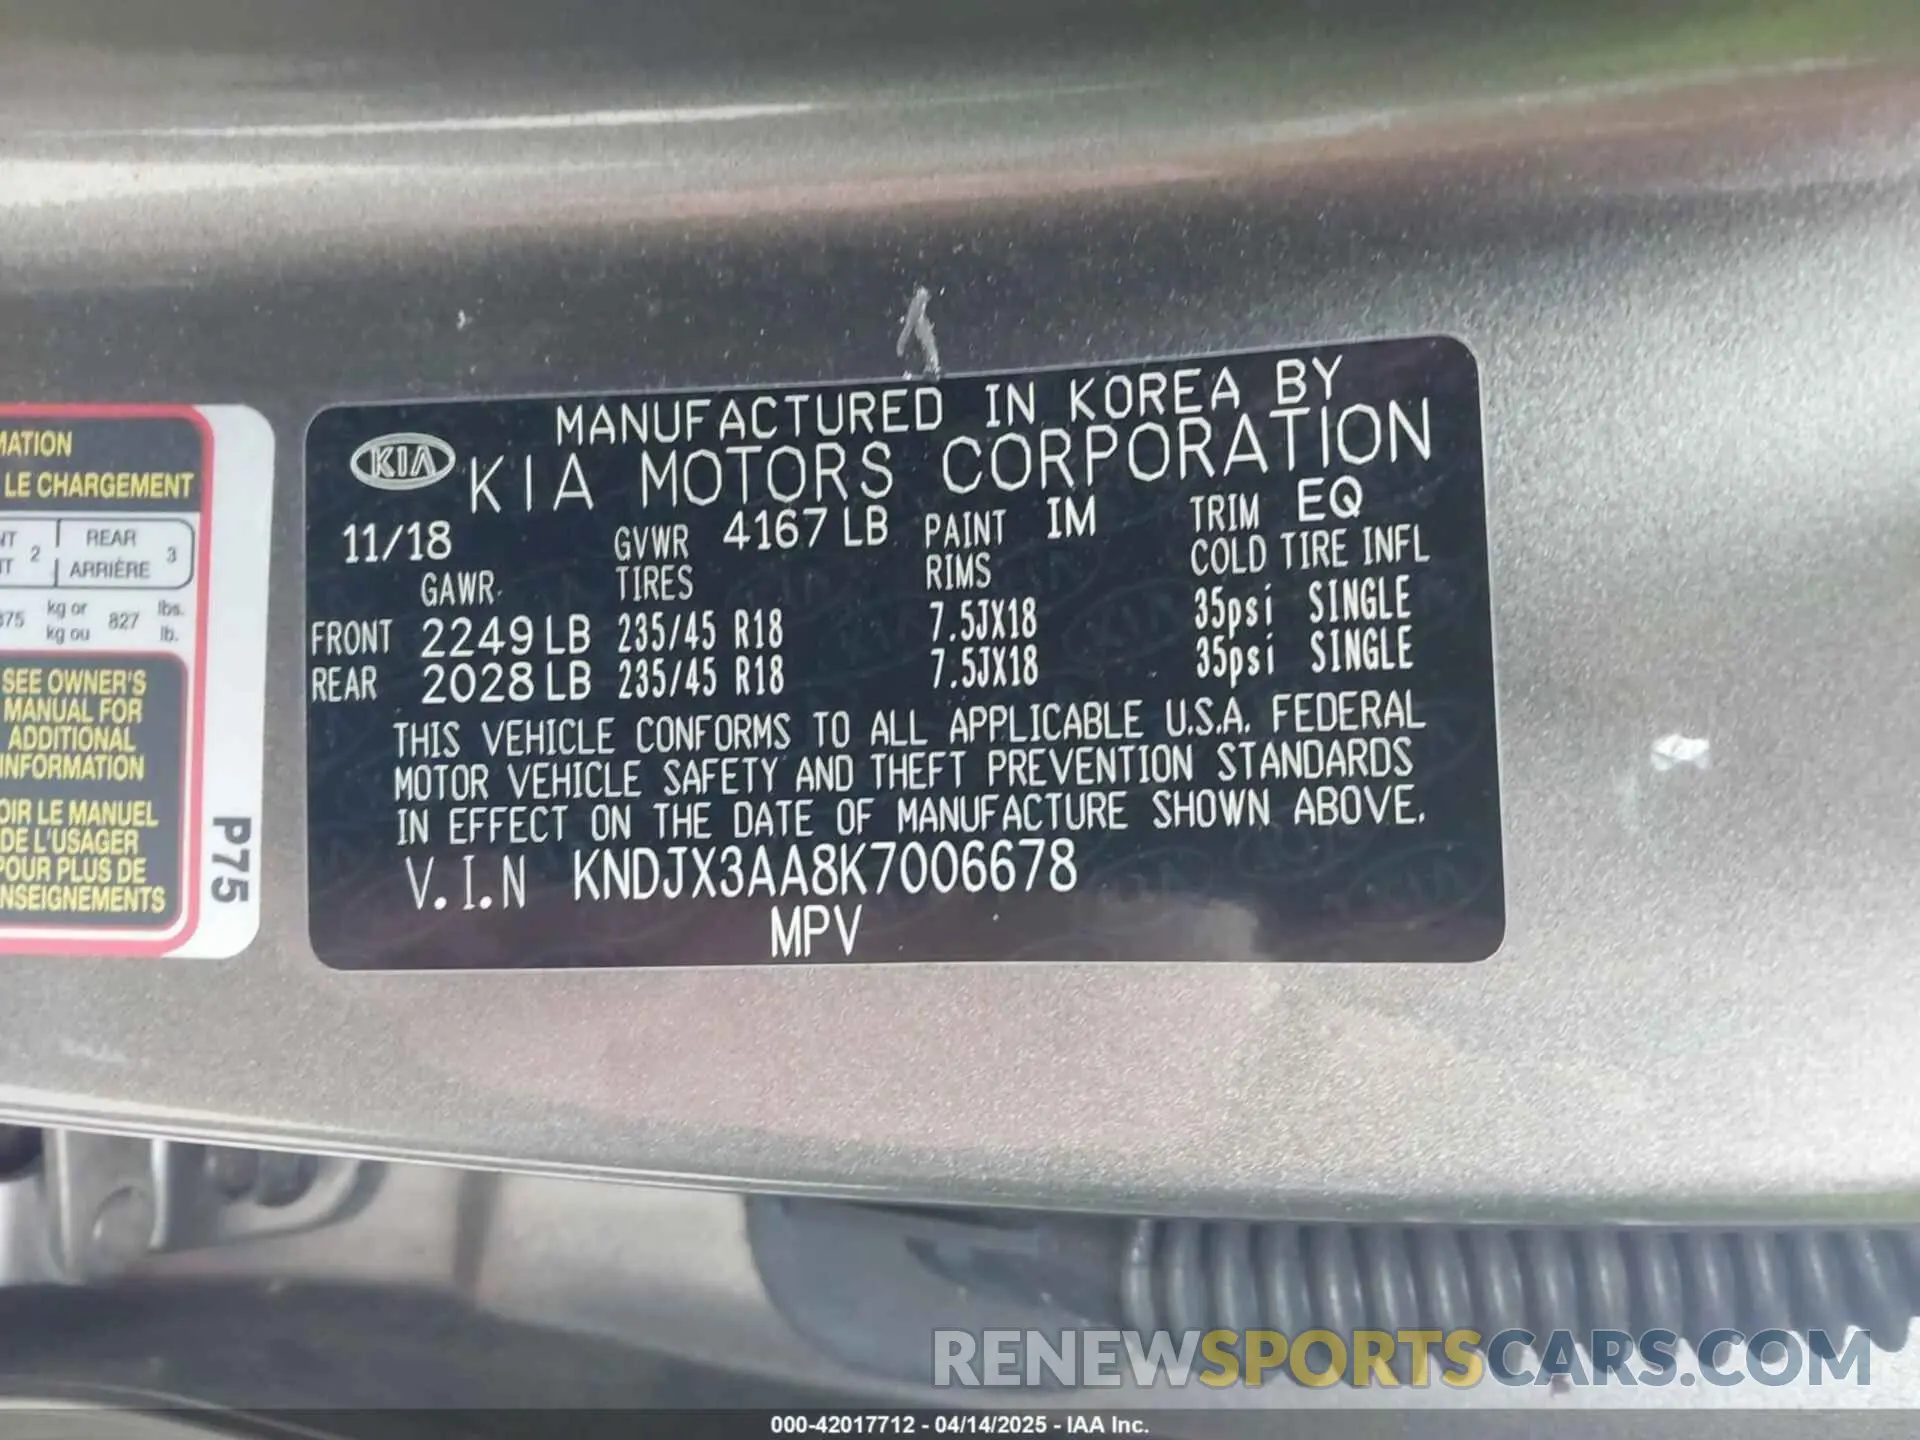 MATION
LE CHARGEMENT
2 REAR 3
ARRIÈRE
kg or 827 lbs.
kg ou lb.
SEE OWNER'S
MANUAL FOR
ADDITIONAL
INFORMATION
LE MANUEL
DE L'USAGER
POUR PLUS DE
P75
MANUFACTURED IN KOREA BY
KIA KIA MOTORS CORPORATION
11/18 GVWR 4167 LB PAINT IM TRIM EQ
GAWR TIRES RIMS COLD TIRE INFL
FRONT 2249 LB 235/45 R18 7.5JX18 35psi SINGLE
REAR 2028 LB 235/45 R18 7.5JX18 35psi SINGLE
THIS VEHICLE CONFORMS TO ALL APPLICABLE U.S.A. FEDERAL
MOTOR VEHICLE SAFETY AND THEFT PREVENTION STANDARDS
IN EFFECT ON THE DATE OF MANUFACTURE SHOWN ABOVE.
V.I.N KNDJX3AA8K7006678
MPV
RENEWSPORTSCARS.COM
000-42017712 - 04/14/2025 - IAA Inc.